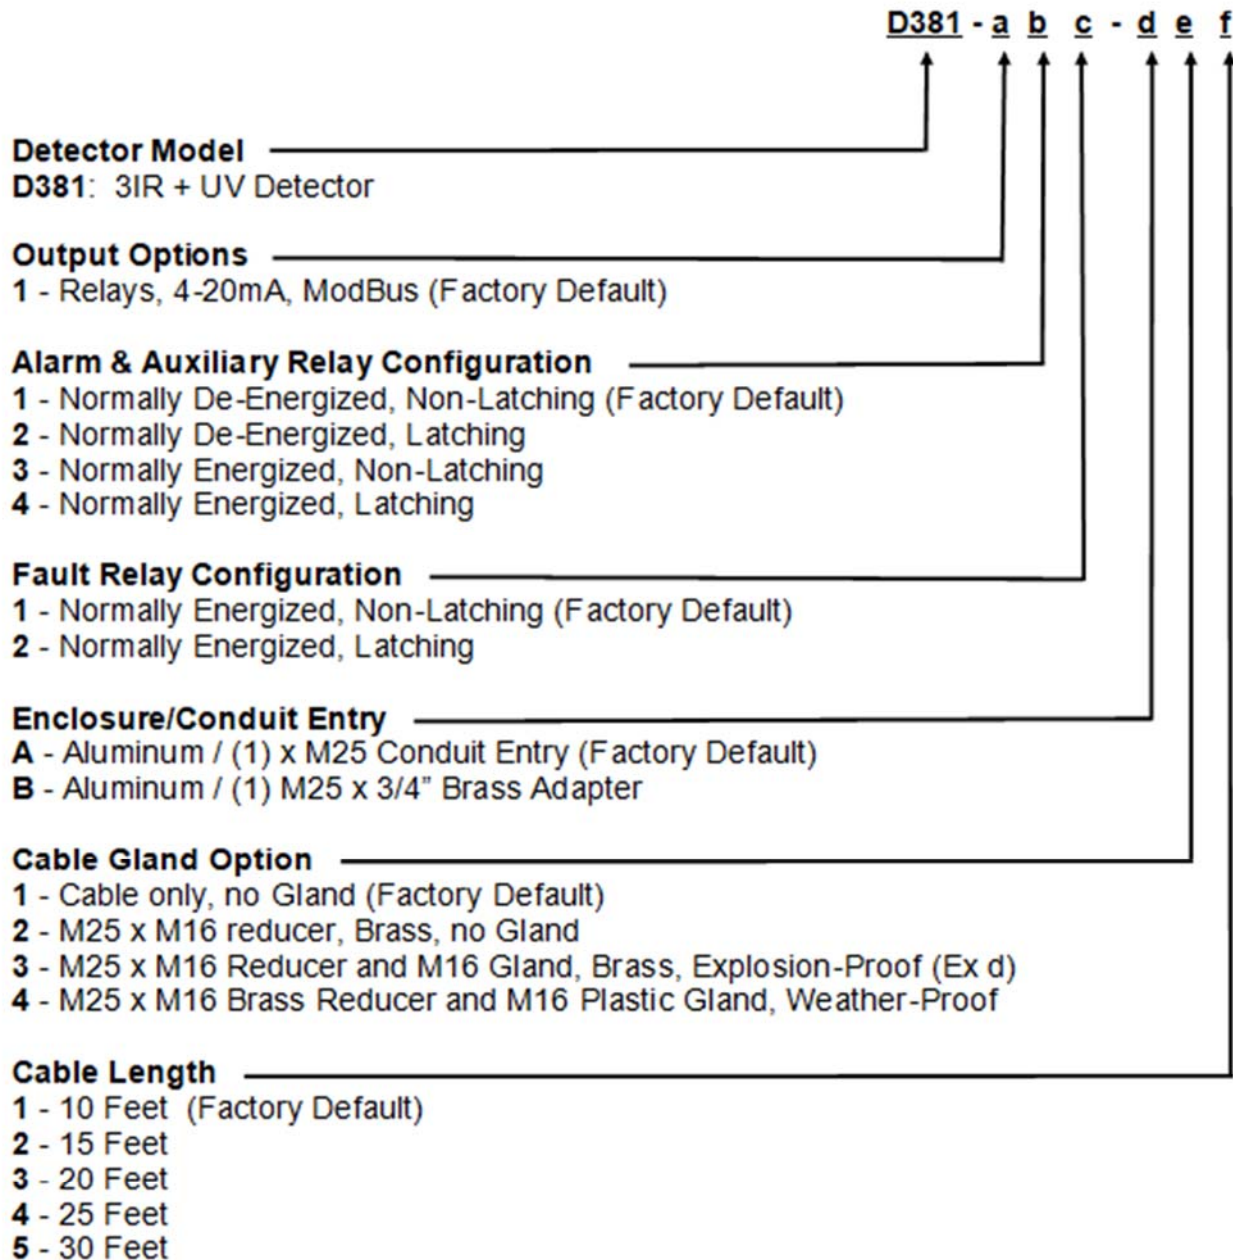 D381 - a b c - d e f
Detector Model
D381: 3IR + UV Detector
Output Options
1 - Relays, 4-20mA, ModBus (Factory Default)
Alarm & Auxiliary Relay Configuration
1 - Normally De-Energized, Non-Latching (Factory Default)
2 - Normally De-Energized, Latching
3 - Normally Energized, Non-Latching
4 - Normally Energized, Latching
Fault Relay Configuration
1 - Normally Energized, Non-Latching (Factory Default)
2 - Normally Energized, Latching
Enclosure/Conduit Entry
A - Aluminum / (1) x M25 Conduit Entry (Factory Default)
B - Aluminum / (1) M25 x 3/4” Brass Adapter
Cable Gland Option
1 - Cable only, no Gland (Factory Default)
2 - M25 x M16 reducer, Brass, no Gland
3 - M25 x M16 Reducer and M16 Gland, Brass, Explosion-Proof (Ex d)
4 - M25 x M16 Brass Reducer and M16 Plastic Gland, Weather-Proof
Cable Length
1 - 10 Feet (Factory Default)
2 - 15 Feet
3 - 20 Feet
4 - 25 Feet
5 - 30 Feet